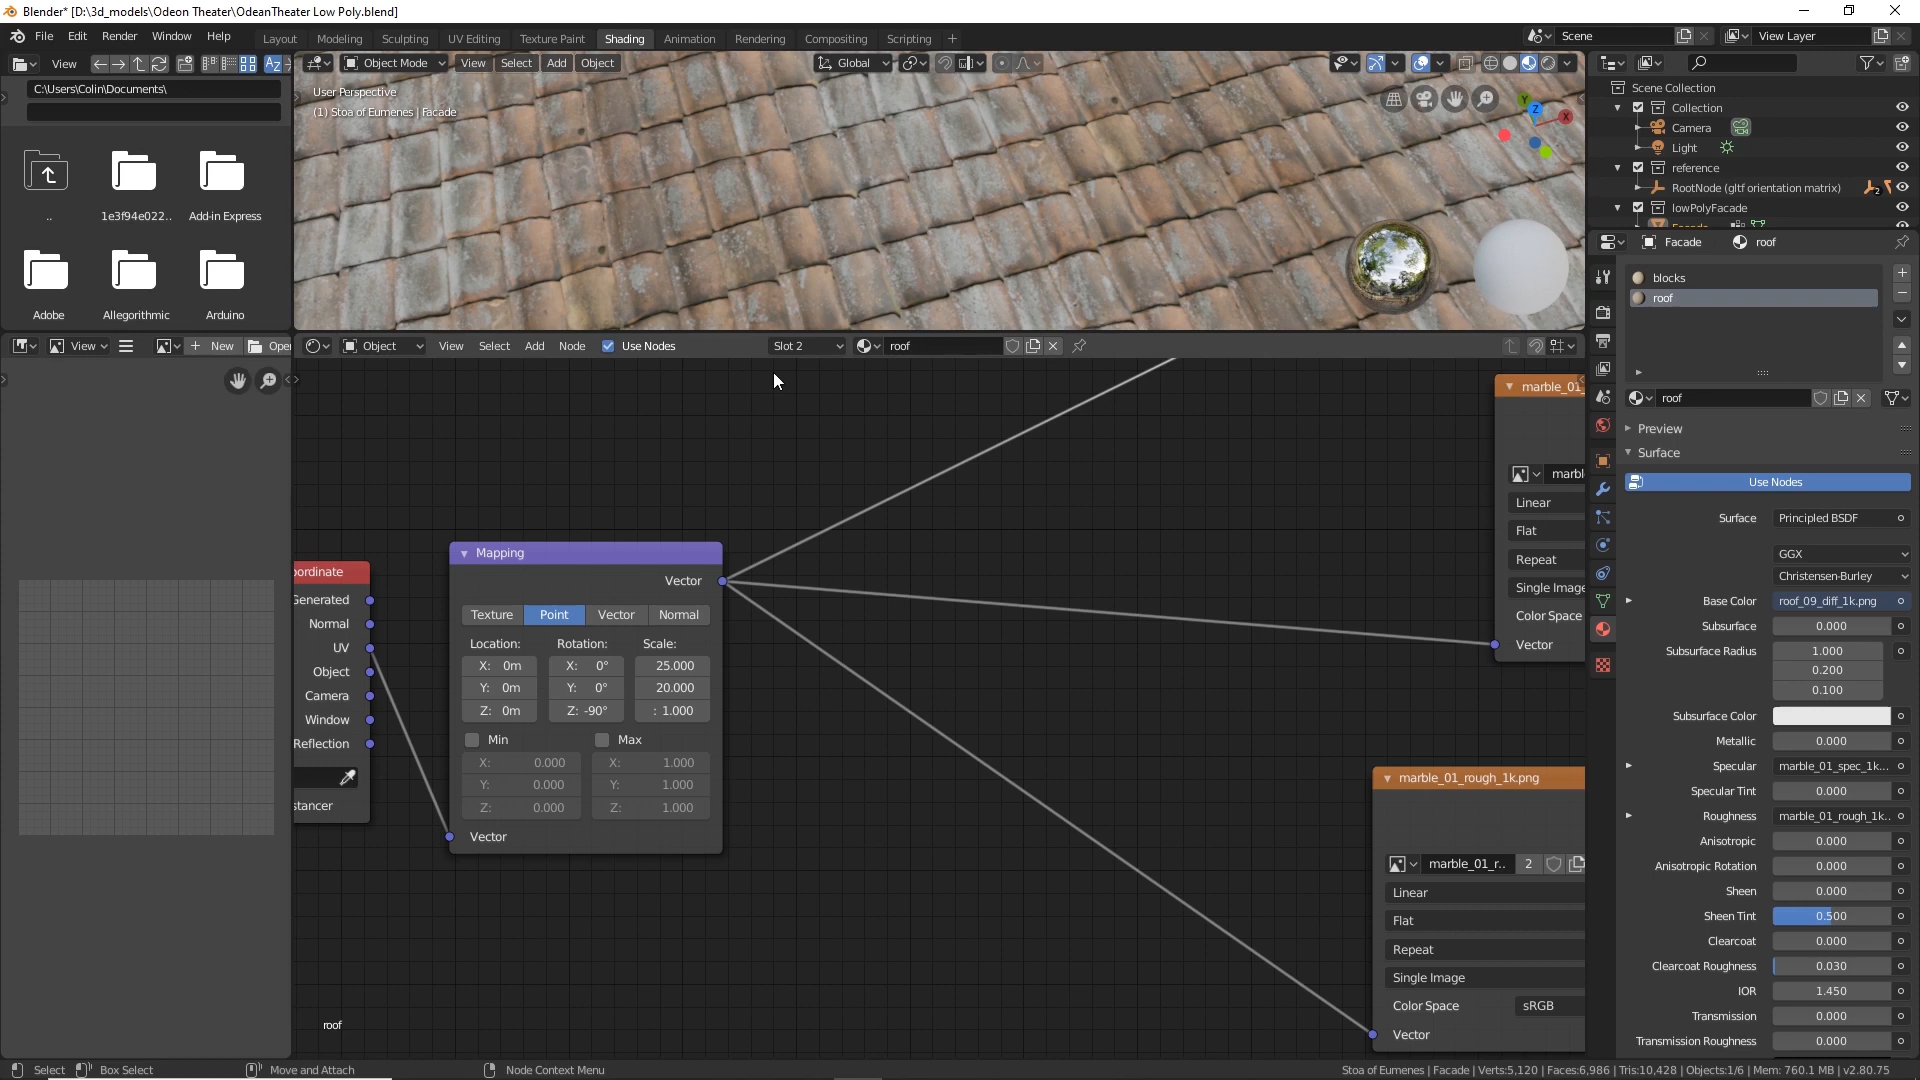 Blender* [D:\3d_models\Odeon Theater\OdeanTheater Low Poly.blend]
File Edit Render Window Help
Layout Modeling Sculpting UV Editing Texture Paint Shading Animation Rendering Compositing Scripting
Scene
View Layer
View
C:\Users\Colin\Documents\
..
1e3f94e022..
Add-in Express
Adobe
Allegorithmic
Arduino
Object Mode View Select Add Object Global
User Perspective
(1) Stoa of Eumenes | Facade
Y
Z
X
Scene Collection
Collection
Camera
Light
reference
RootNode (gltf orientation matrix)
2
lowPolyFacade
Facade roof
blocks
roof
roof
Preview
Surface
Use Nodes
Surface Principled BSDF
GGX
Christensen-Burley
Base Color roof_09_diff_1k.png
Subsurface 0.000
Subsurface Radius 1.000
0.200
0.100
Subsurface Color
Metallic 0.000
Specular marble_01_spec_1k...
Specular Tint 0.000
Roughness marble_01_rough_1k..
Anisotropic 0.000
Anisotropic Rotation 0.000
Sheen 0.000
Sheen Tint 0.500
Clearcoat 0.000
Clearcoat Roughness 0.030
IOR 1.450
Transmission 0.000
Transmission Roughness 0.000
View New Open
Object View Select Add Node Use Nodes Slot 2 roof
oordinate
Generated
Normal
UV
Object
Camera
Window
Reflection
stancer
Mapping
Vector
Texture Point Vector Normal
Location: Rotation: Scale:
X: 0m X: 0° 25.000
Y: 0m Y: 0° 20.000
Z: 0m Z: -90° : 1.000
Min Max
X: 0.000 X: 1.000
Y: 0.000 Y: 1.000
Z: 0.000 Z: 1.000
Vector
marble_01_
marbl
Linear
Flat
Repeat
Single Image
Color Space
Vector
marble_01_rough_1k.png
marble_01_r.. 2
Linear
Flat
Repeat
Single Image
Color Space sRGB
Vector
roof
Select Box Select Move and Attach Node Context Menu
Stoa of Eumenes | Facade | Verts:5,120 | Faces:6,986 | Tris:10,428 | Objects:1/6 | Mem: 760.1 MB | v2.80.75